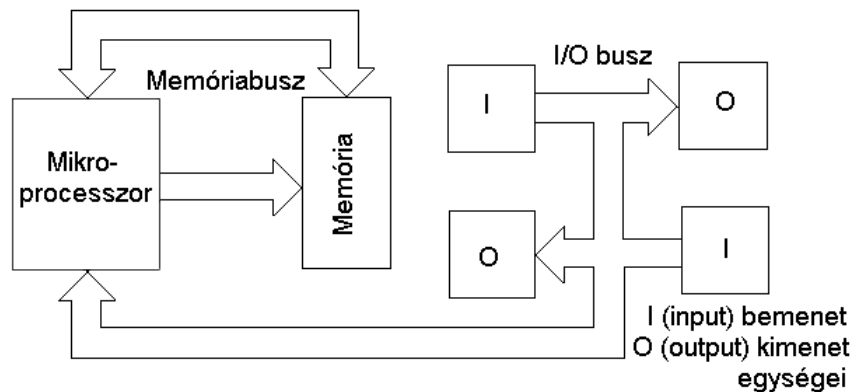 Memóriabusz
Mikro-
processzor
Memória
I/O busz
I
O
O
I
I (input) bemenet
O (output) kimenet
egységei